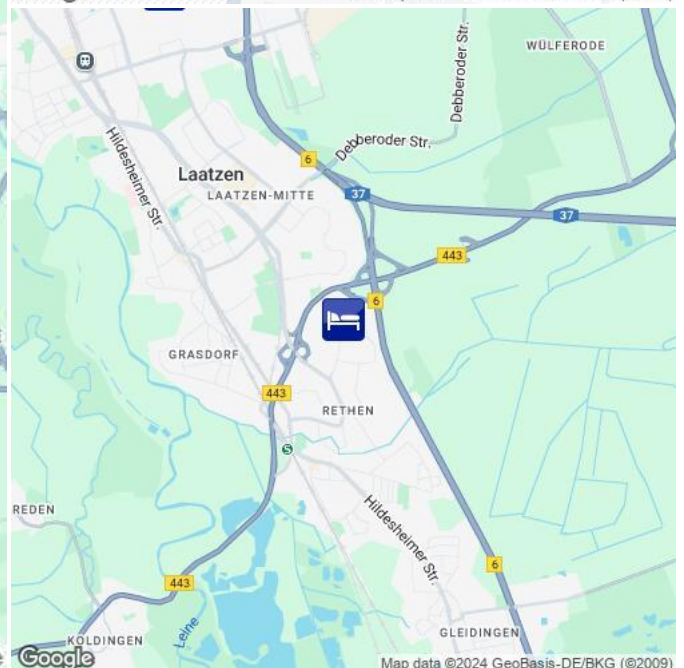 WÜLFERODE
Debberoder Str.
Debberoder Str.
6
Hildesheimer Str.
Laatzen
LAATZEN-MITTE
37
37
443
6
GRASDORF
443
RETHEN
S
REDEN
Hildesheimer Str.
6
443
Leine
KOLDINGEN
GLEIDINGEN
Google
Map data ©2024 GeoBasis-DE/BKG (©2009)